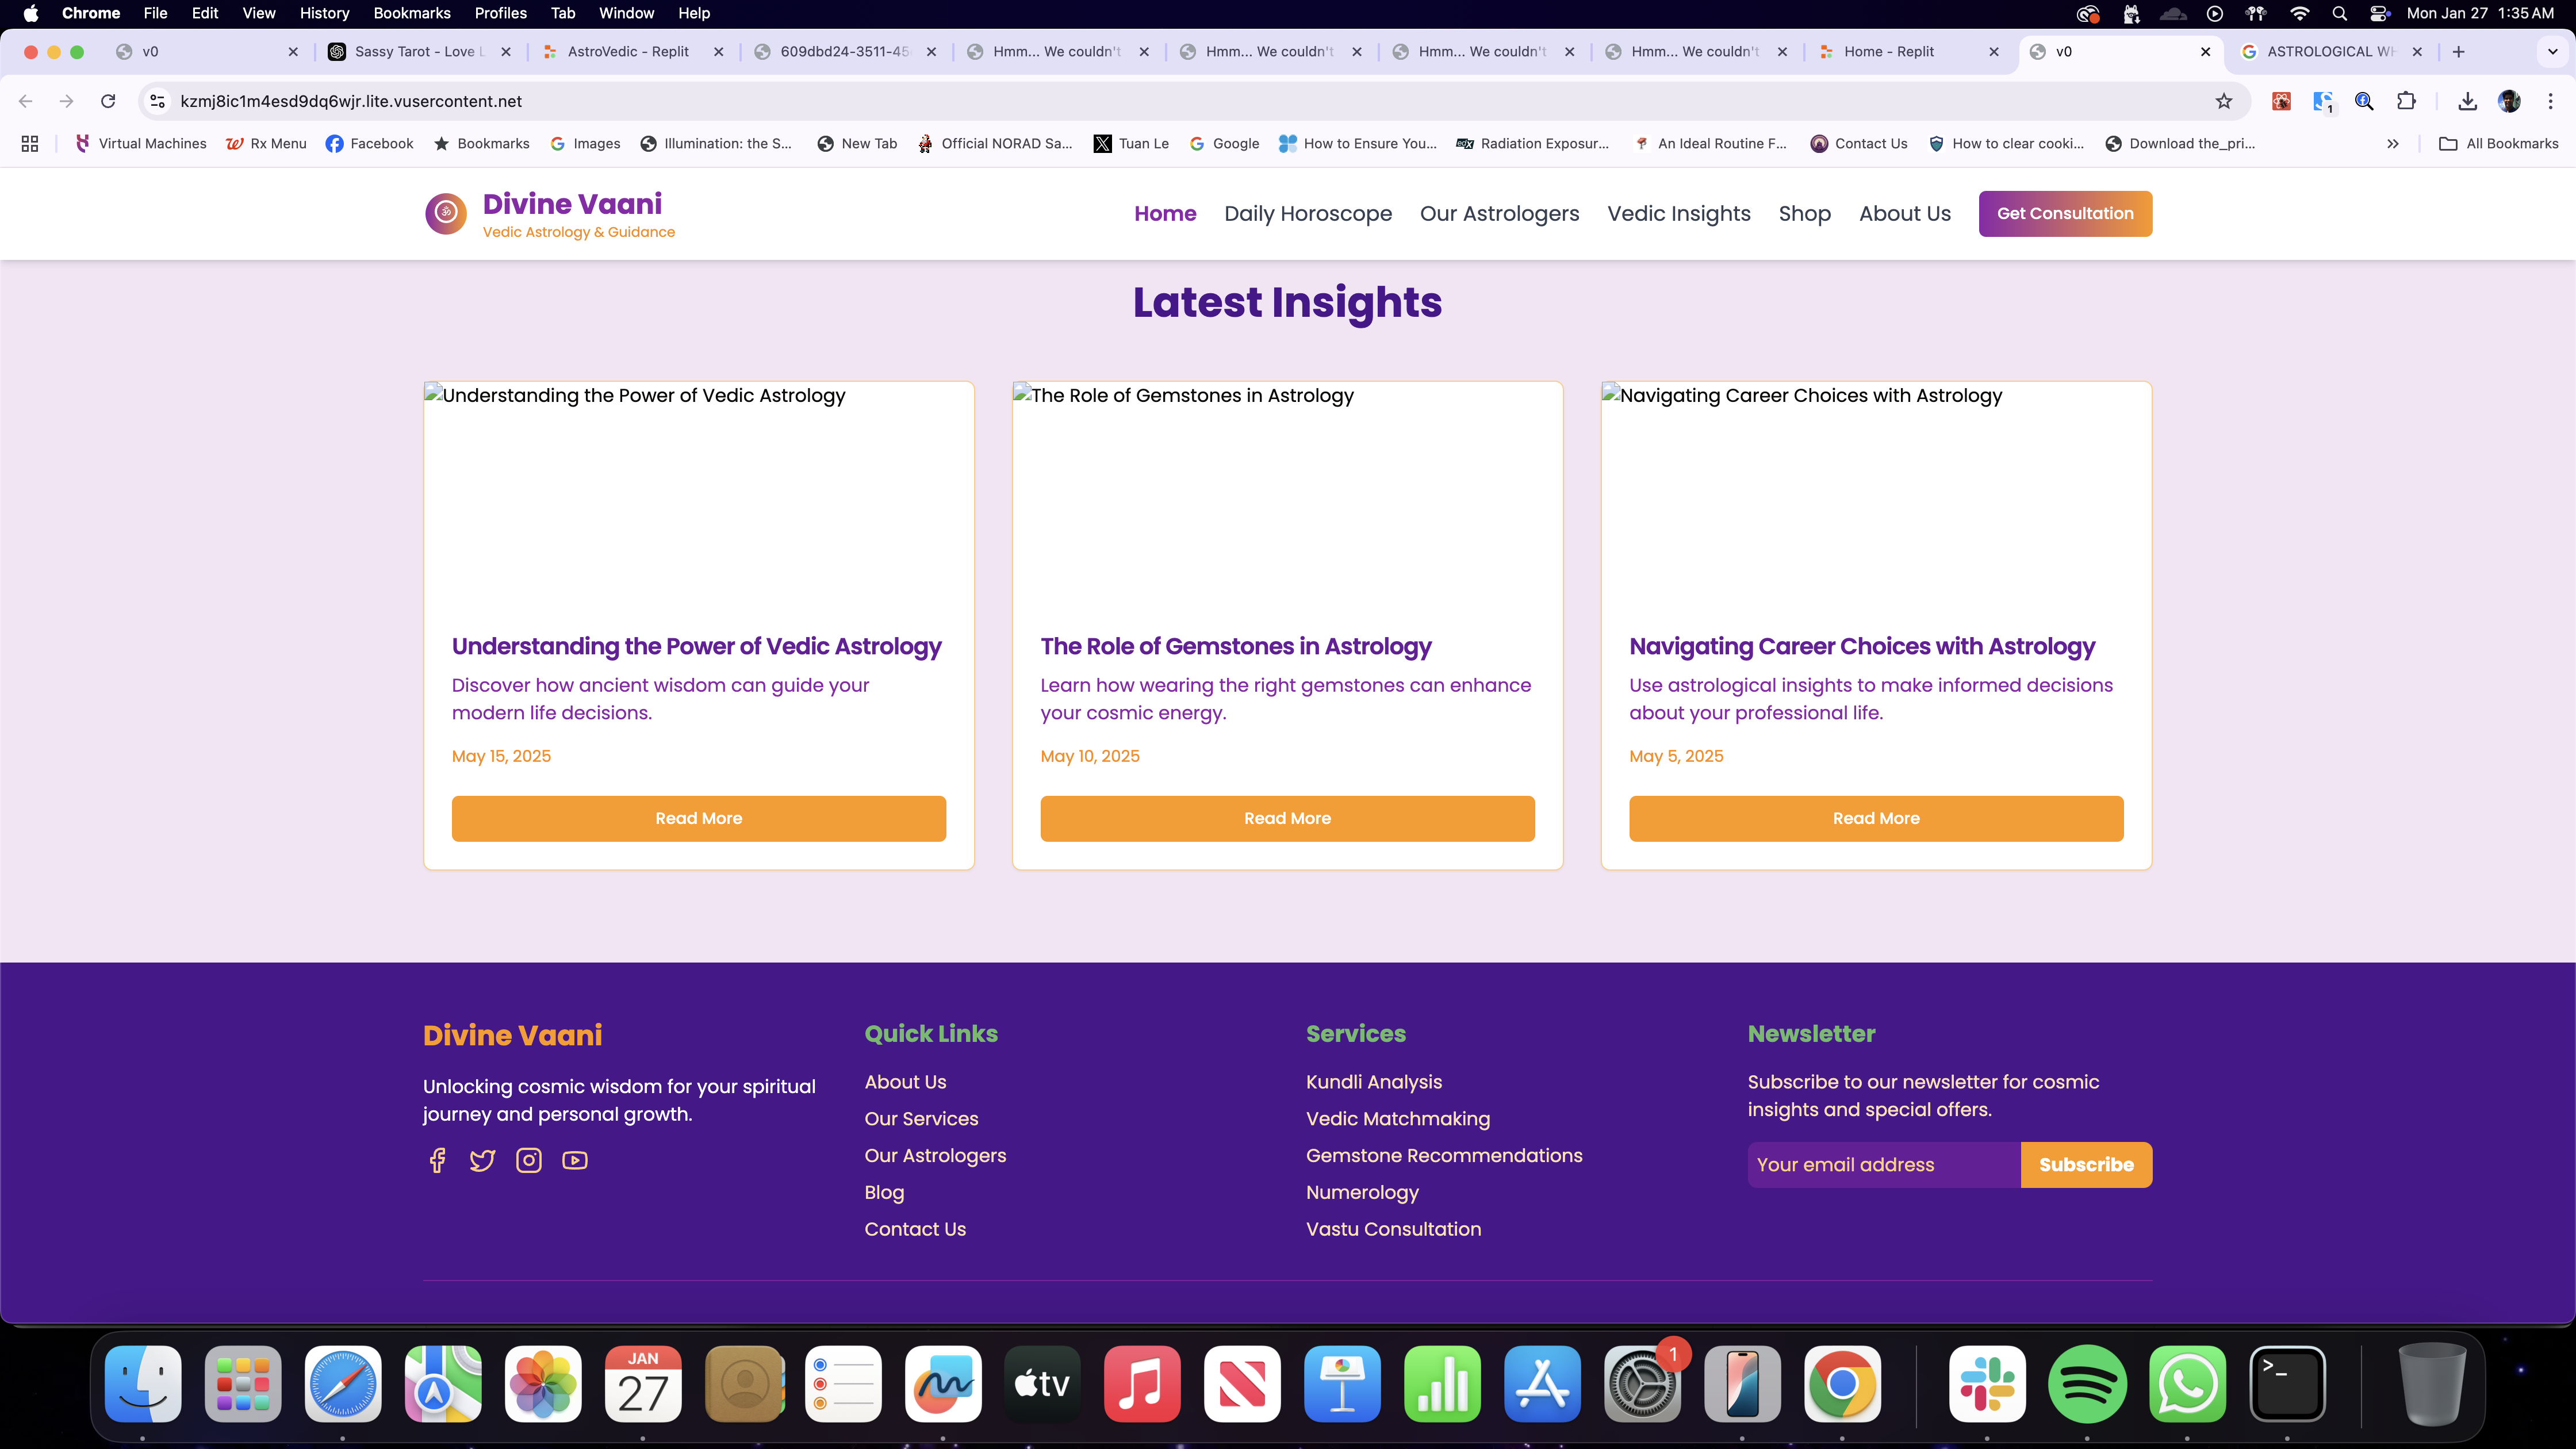 Chrome File Edit View History Bookmarks Profiles Tab Window Help Mon Jan 27 1:35 AM
v0 Sassy Tarot - Love L AstroVedic - Replit 609dbd24-3511-45 Hmm... We couldn't Hmm... We couldn't Hmm... We couldn't Hmm... We couldn't Home - Replit v0 ASTROLOGICAL WH
kzmj8ic1m4esd9dq6wjr.lite.vusercontent.net 1
Virtual Machines Rx Menu Facebook Bookmarks Images Illumination: the S... New Tab Official NORAD Sa... Tuan Le Google How to Ensure You... Radiation Exposur... An Ideal Routine F... Contact Us How to clear cooki... Download the_pri... » All Bookmarks
ॐ
Divine Vaani
Vedic Astrology & Guidance
Home Daily Horoscope Our Astrologers Vedic Insights Shop About Us Get Consultation
Latest Insights
Understanding the Power of Vedic Astrology
Understanding the Power of Vedic Astrology
Discover how ancient wisdom can guide your
modern life decisions.
May 15, 2025
Read More
The Role of Gemstones in Astrology
The Role of Gemstones in Astrology
Learn how wearing the right gemstones can enhance
your cosmic energy.
May 10, 2025
Read More
Navigating Career Choices with Astrology
Navigating Career Choices with Astrology
Use astrological insights to make informed decisions
about your professional life.
May 5, 2025
Read More
Divine Vaani
Unlocking cosmic wisdom for your spiritual
journey and personal growth.
Quick Links
About Us
Our Services
Our Astrologers
Blog
Contact Us
Services
Kundli Analysis
Vedic Matchmaking
Gemstone Recommendations
Numerology
Vastu Consultation
Newsletter
Subscribe to our newsletter for cosmic
insights and special offers.
Your email address Subscribe
JAN
27
tv
1
>_